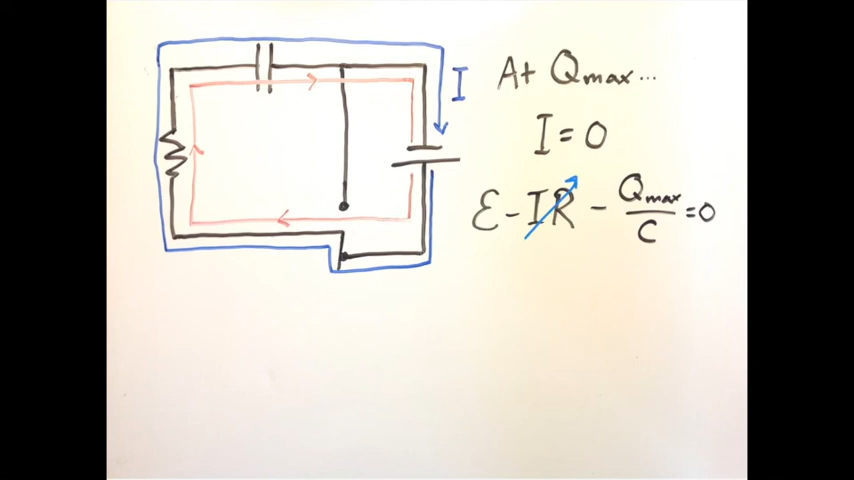 I
At Qmax...
I = 0
Ɛ - IR - Qmax/C = 0